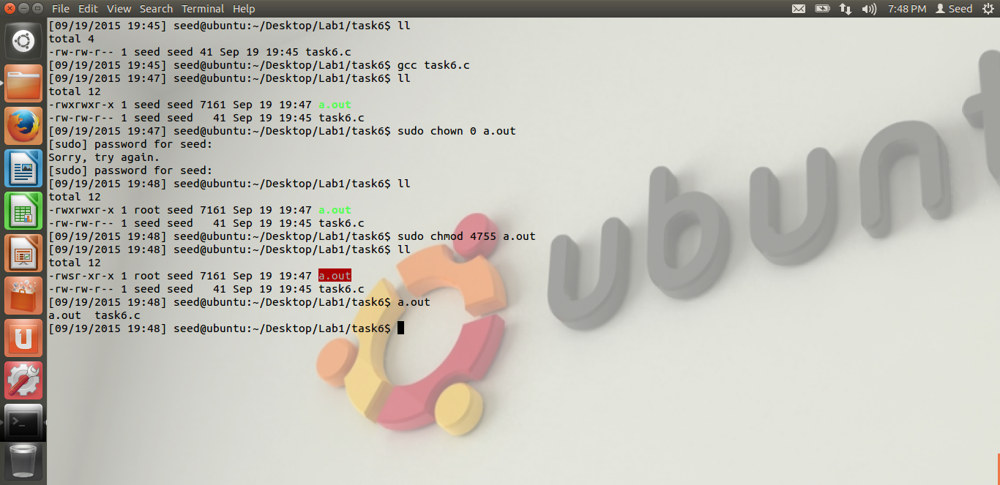 File Edit View Search Terminal Help 7:48 PM Seed
[09/19/2015 19:45] seed@ubuntu:~/Desktop/Lab1/task6$ ll
total 4
-rw-rw-r-- 1 seed seed 41 Sep 19 19:45 task6.c
[09/19/2015 19:45] seed@ubuntu:~/Desktop/Lab1/task6$ gcc task6.c
[09/19/2015 19:47] seed@ubuntu:~/Desktop/Lab1/task6$ ll
total 12
-rwxrwxr-x 1 seed seed 7161 Sep 19 19:47 a.out
-rw-rw-r-- 1 seed seed   41 Sep 19 19:45 task6.c
[09/19/2015 19:47] seed@ubuntu:~/Desktop/Lab1/task6$ sudo chown 0 a.out
[sudo] password for seed:
Sorry, try again.
[sudo] password for seed:
[09/19/2015 19:48] seed@ubuntu:~/Desktop/Lab1/task6$ ll
total 12
-rwxrwxr-x 1 root seed 7161 Sep 19 19:47 a.out
-rw-rw-r-- 1 seed seed   41 Sep 19 19:45 task6.c
[09/19/2015 19:48] seed@ubuntu:~/Desktop/Lab1/task6$ sudo chmod 4755 a.out
[09/19/2015 19:48] seed@ubuntu:~/Desktop/Lab1/task6$ ll
total 12
-rwsr-xr-x 1 root seed 7161 Sep 19 19:47 a.out
-rw-rw-r-- 1 seed seed   41 Sep 19 19:45 task6.c
[09/19/2015 19:48] seed@ubuntu:~/Desktop/Lab1/task6$ a.out
a.out  task6.c
[09/19/2015 19:48] seed@ubuntu:~/Desktop/Lab1/task6$
ubunt